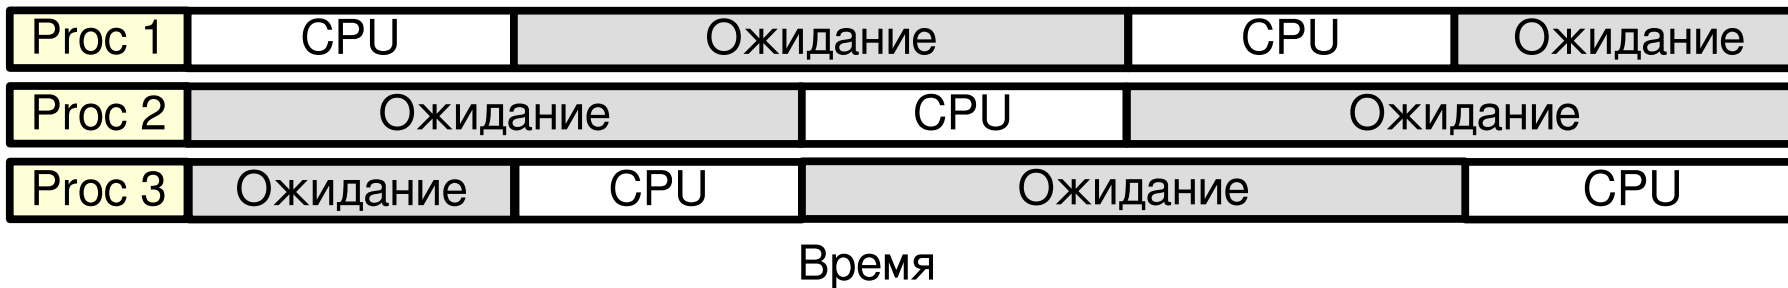 Proc 1 CPU Ожидание CPU Ожидание
Proc 2 Ожидание CPU Ожидание
Proc 3 Ожидание CPU Ожидание CPU
Время